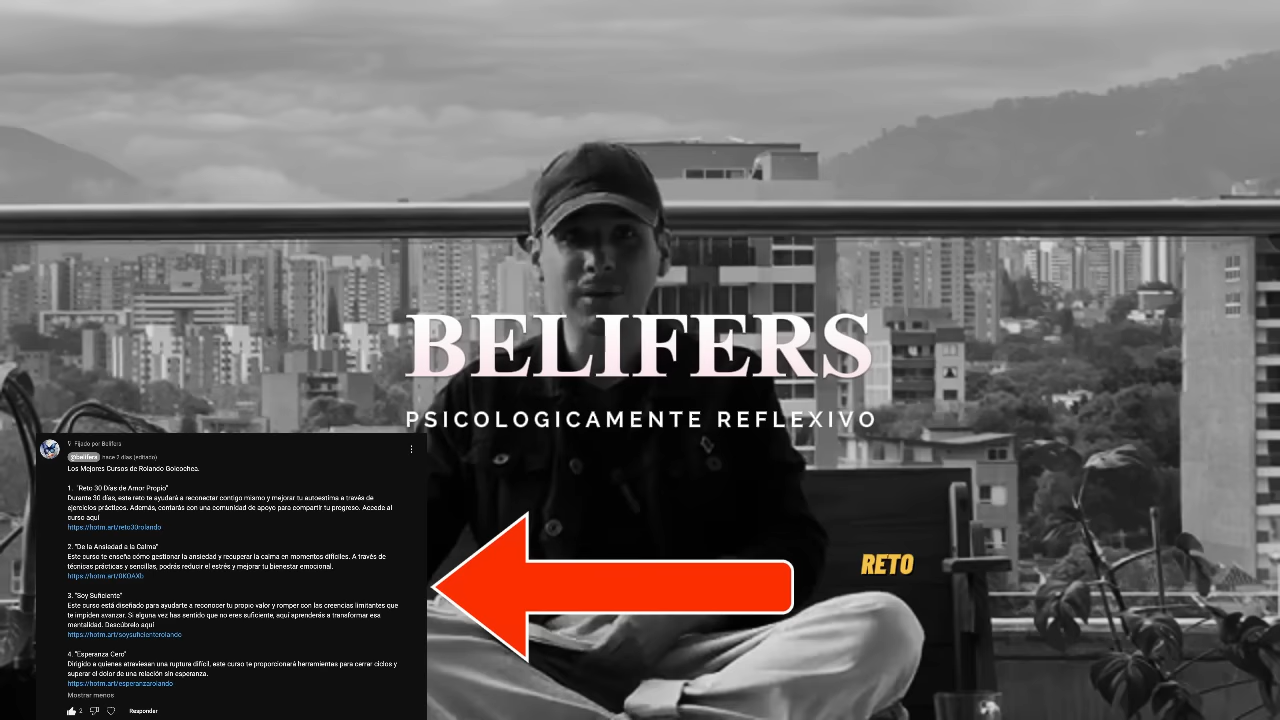 BELIFERS
PSICOLOGICAMENTE REFLEXIVO
Fijado por Belifers
@belifers hace 2 días (editado)
Los Mejores Cursos de Rolando Goicochea.
1. "Reto 30 Días de Amor Propio"
Durante 30 días, este reto te ayudará a reconectar contigo mismo y mejorar tu autoestima a través de
ejercicios prácticos. Además, contarás con una comunidad de apoyo para compartir tu progreso. Accede al
curso aquí
https://hotm.art/reto30rolando
2. "De la Ansiedad a la Calma"
Este curso te enseña cómo gestionar la ansiedad y recuperar la calma en momentos difíciles. A través de
técnicas prácticas y sencillas, podrás reducir el estrés y mejorar tu bienestar emocional.
3. "Soy Suficiente"
Este curso está diseñado para ayudarte a reconocer tu propio valor y romper con las creencias limitantes que
te impiden avanzar. Si alguna vez has sentido que no eres suficiente, aquí aprenderás a transformar esa
mentalidad. Descúbrelo aquí
https://hotm.art/soysuficienterolando
4. "Esperanza Cero"
Dirigido a quienes atraviesan una ruptura difícil, este curso te proporcionará herramientas para cerrar ciclos y
superar el dolor de una relación sin esperanza.
https://hotm.art/esperanzarolando
Mostrar menos
2 Responder
RETO